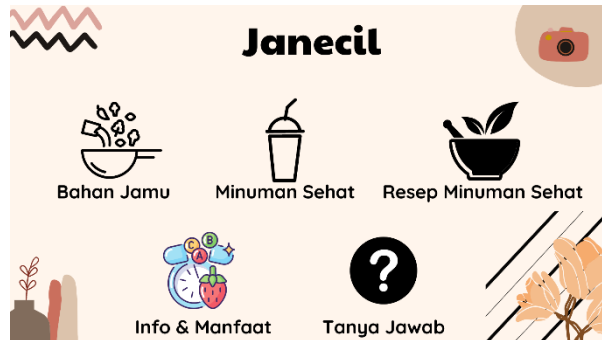 Janecil
Bahan Jamu
Minuman Sehat
Resep Minuman Sehat
C B
A
Info & Manfaat
?
Tanya Jawab